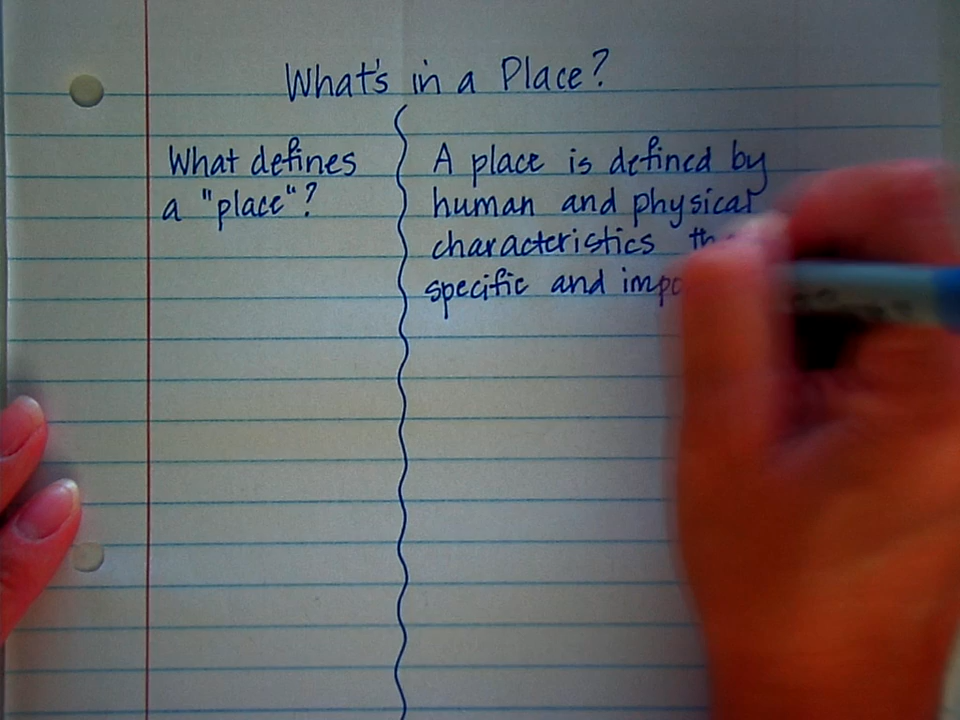 What's in a Place?
What defines
a "place"?
A place is defined by
human and physical
characteristics
specific and